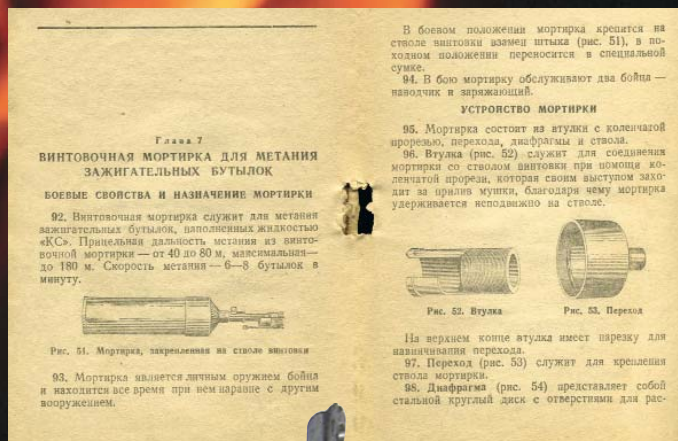 Глава 7
ВИНТОВОЧНАЯ МОРТИРКА ДЛЯ МЕТАНИЯ
ЗАЖИГАТЕЛЬНЫХ БУТЫЛОК
БОЕВЫЕ СВОЙСТВА И НАЗНАЧЕНИЕ МОРТИРКИ
92. Винтовочная мортирка служит для метания
зажигательных бутылок, наполненных жидкостью
«КС». Прицельная дальность метания из винто-
вочной мортирки — от 40 до 80 м, максимальная—
до 180 м. Скорость метания — 6—8 бутылок в
минуту.
Рис. 51. Мортирка, закрепленная на стволе винтовки
93. Мортирка является личным оружием бойца
и находится все время при нем наравне с другим
вооружением.
В боевом положении мортирка крепится на
стволе винтовки взамен штыка (рис. 51), в по-
ходном положении переносится в специальной
сумке.
94. В бою мортирку обслуживают два бойца —
наводчик и заряжающий.
УСТРОЙСТВО МОРТИРКИ
95. Мортирка состоит из втулки с коленчатой
прорезью, перехода, диафрагмы и ствола.
96. Втулка (рис. 52) служит для соединения
мортирки со стволом винтовки при помощи ко-
ленчатой прорези, которая своим выступом захо-
дит за прилив мушки, благодаря чему мортирка
удерживается неподвижно на стволе.
Рис. 52. Втулка
Рис. 53. Переход
На верхнем конце втулка имеет нарезку для
навинчивания перехода.
97. Переход (рис. 53) служит для крепления
ствола мортирки.
98. Диафрагма (рис. 54) представляет собой
стальной круглый диск с отверстиями для рас-